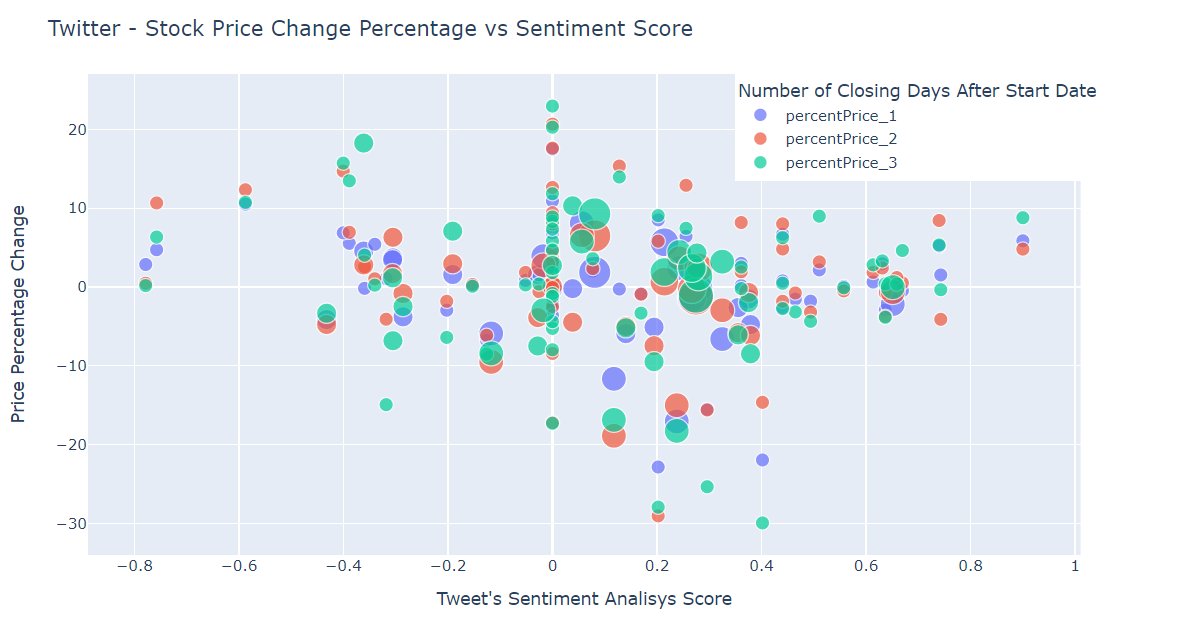 Twitter - Stock Price Change Percentage vs Sentiment Score
Number of Closing Days After Start Date
percentPrice_1
percentPrice_2
percentPrice_3
Price Percentage Change
20
10
0
−10
−20
−30
−0.8
−0.6
−0.4
−0.2
0
0.2
0.4
0.6
0.8
1
Tweet's Sentiment Analisys Score